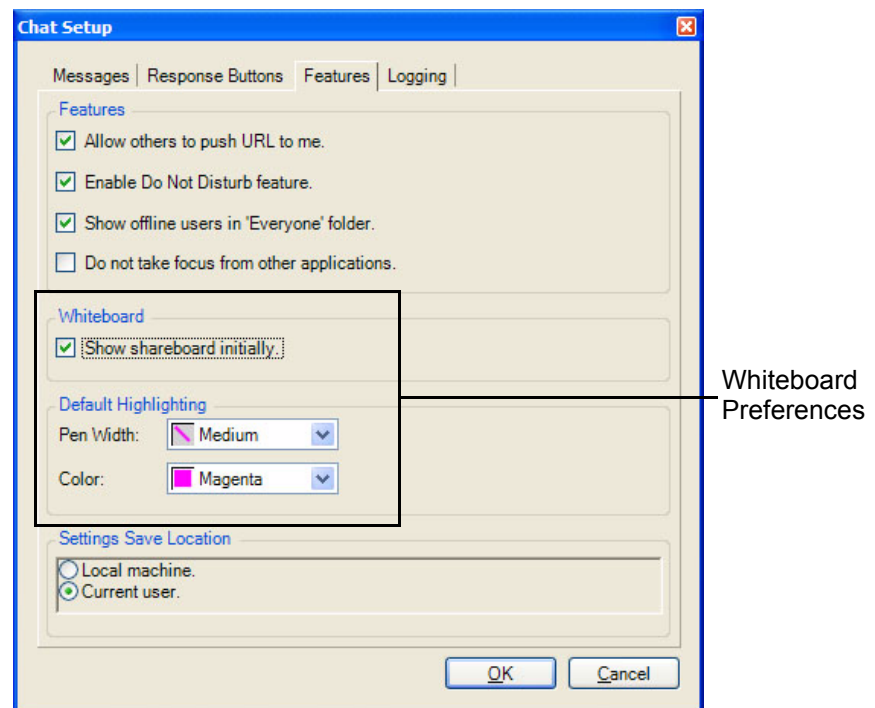 Chat Setup
Messages Response Buttons Features Logging
Features
Allow others to push URL to me.
Enable Do Not Disturb feature.
Show offline users in 'Everyone' folder.
Do not take focus from other applications.
Whiteboard
Show shareboard initially.
Default Highlighting
Pen Width: Medium
Color: Magenta
Whiteboard
Preferences
Settings Save Location
Local machine.
Current user.
OK Cancel